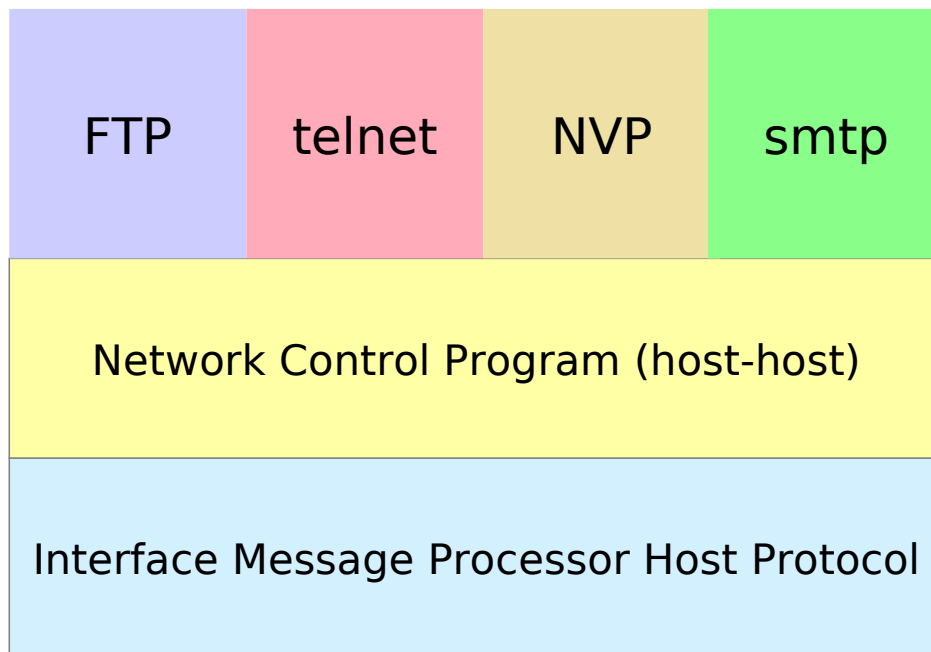 FTP telnet NVP smtp
Network Control Program (host-host)
Interface Message Processor Host Protocol